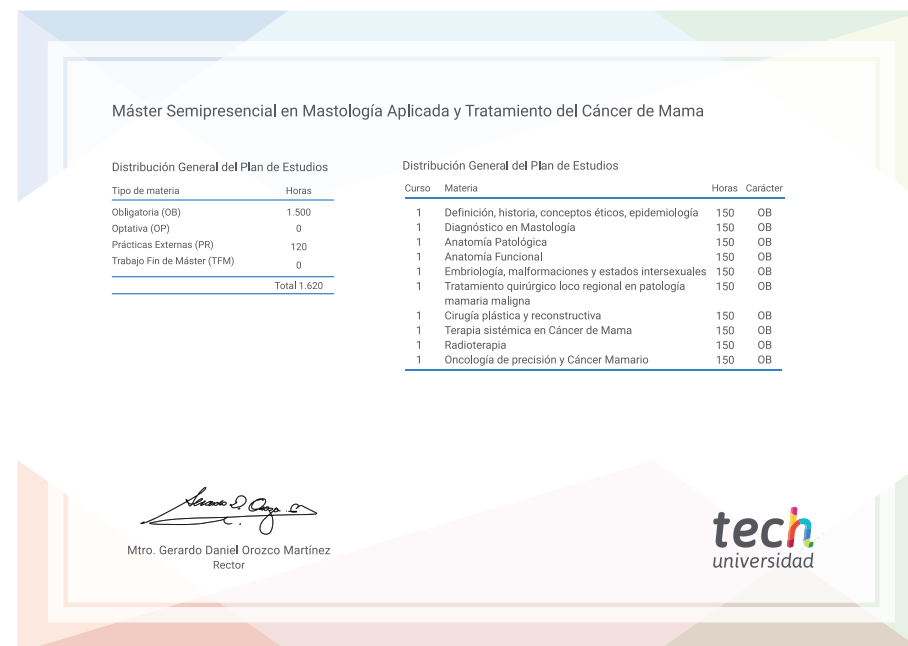 Máster Semipresencial en Mastología Aplicada y Tratamiento del Cáncer de Mama
Distribución General del Plan de Estudios
Tipo de materia Horas
Obligatoria (OB) 1.500
Optativa (OP) 0
Prácticas Externas (PR) 120
Trabajo Fin de Máster (TFM) 0
Total 1.620
Distribución General del Plan de Estudios
Curso Materia Horas Carácter
1 Definición, historia, conceptos éticos, epidemiología 150 OB
1 Diagnóstico en Mastología 150 OB
1 Anatomía Patológica 150 OB
1 Anatomía Funcional 150 OB
1 Embriología, malformaciones y estados intersexuales 150 OB
1 Tratamiento quirúrgico loco regional en patología 150 OB
mamaria maligna
1 Cirugía plástica y reconstructiva 150 OB
1 Terapia sistémica en Cáncer de Mama 150 OB
1 Radioterapia 150 OB
1 Oncología de precisión y Cáncer Mamario 150 OB
Mtro. Gerardo Daniel Orozco Martínez
Rector
tech
universidad